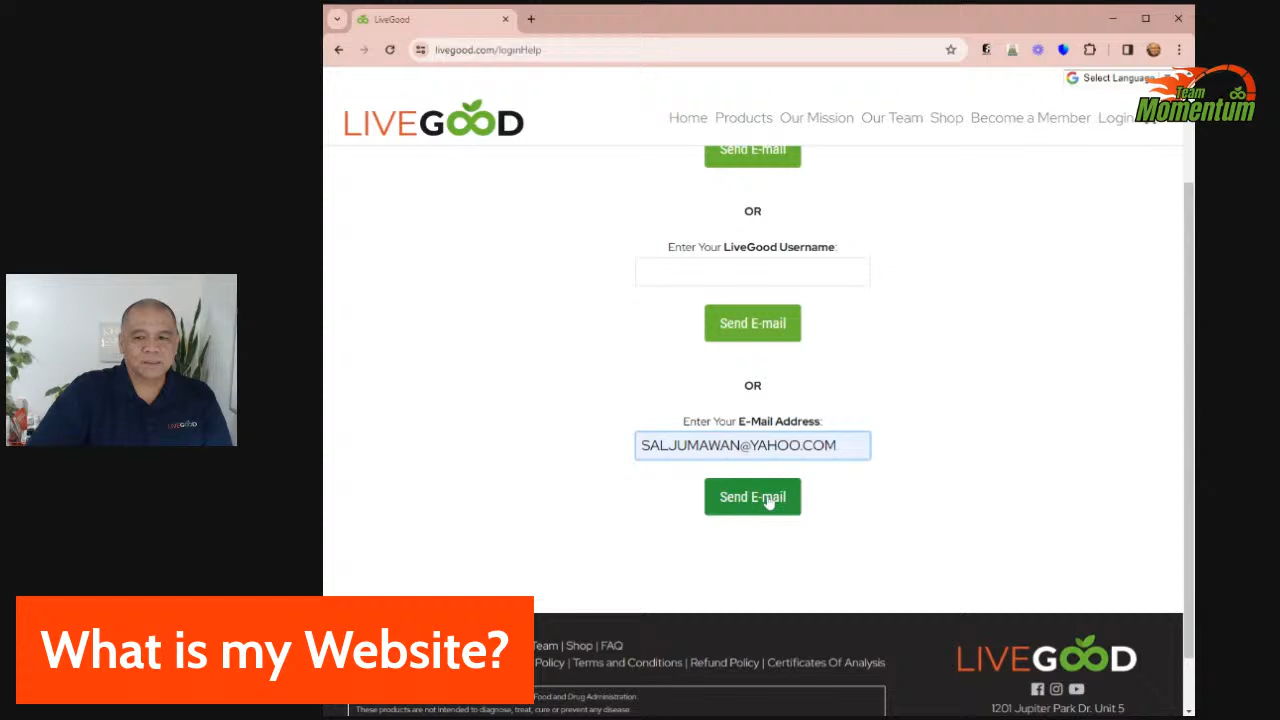 LiveGood
livegood.com/loginHelp
Select Language
Team
Momentum
LIVEGOOD
Home Products Our Mission Our Team Shop Become a Member Login
Send E-mail
OR
Enter Your LiveGood Username:
Send E-mail
OR
Enter Your E-Mail Address:
SALJUMAWAN@YAHOO.COM
Send E-mail
LIVEGOOD
What is my Website?
Team | Shop | FAQ
Policy | Terms and Conditions | Refund Policy | Certificates Of Analysis
LIVEGOOD
Food and Drug Administration.
These products are not intended to diagnose, treat, cure or prevent any disease.
1201 Jupiter Park Dr. Unit 5